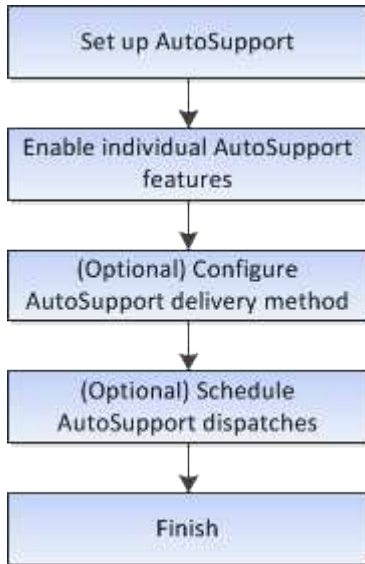 Set up AutoSupport
Enable individual AutoSupport
features
(Optional) Configure
AutoSupport delivery method
(Optional) Schedule
AutoSupport dispatches
Finish